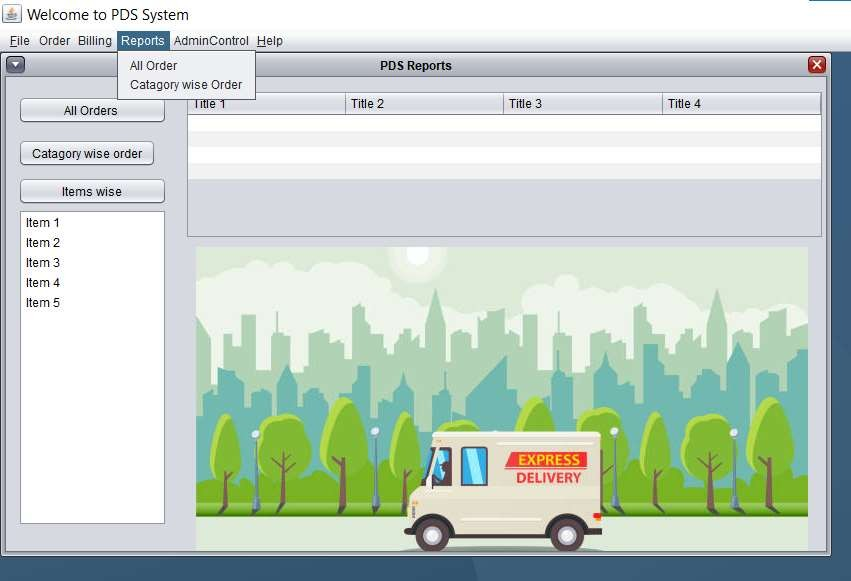 Welcome to PDS System
File Order Billing Reports AdminControl Help
PDS Reports
All Order
Catagory wise Order
Title 1 Title 2 Title 3 Title 4
All Orders
Catagory wise order
Items wise
Item 1
Item 2
Item 3
Item 4
Item 5
EXPRESS
DELIVERY